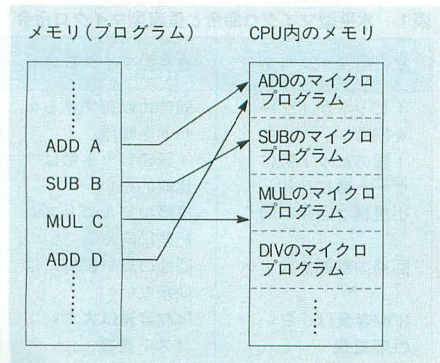 メモリ(プログラム)
ADD A
SUB B
MUL C
ADD D
CPU内のメモリ
ADDのマイクロ
プログラム
SUBのマイクロ
プログラム
MULのマイクロ
プログラム
DIVのマイクロ
プログラム